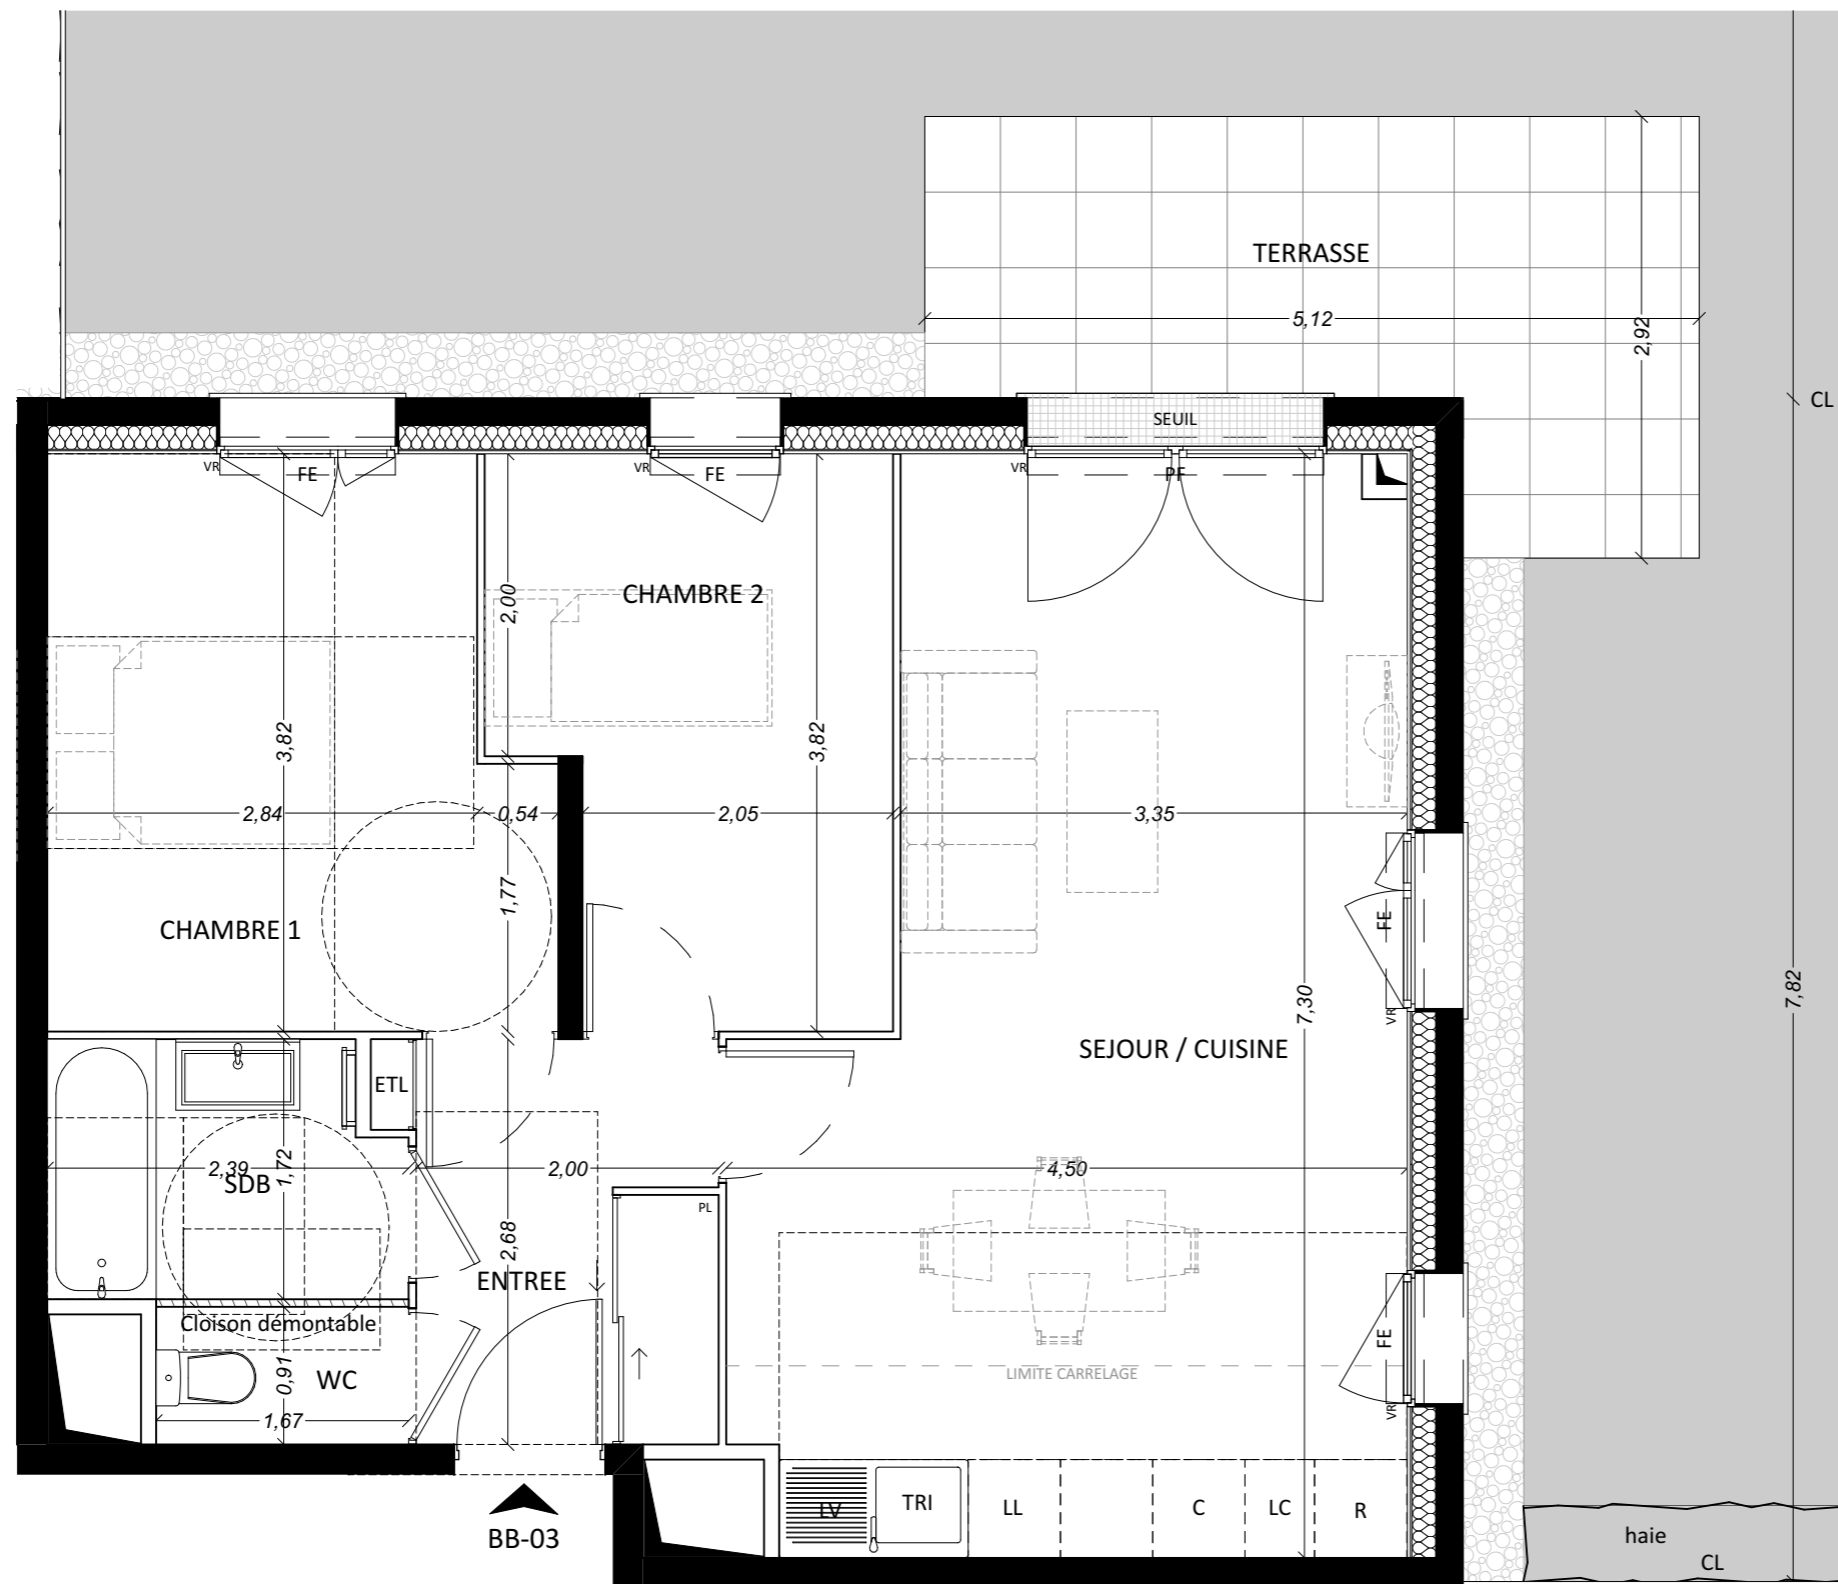 TERRASSE
5,12
2,92
CL
SEUIL
VR
FE
VR
FE
VR
PF
2,00
CHAMBRE 2
3,82
3,82
2,84
0,54
2,05
3,35
1,77
CHAMBRE 1
FE
VR
7,30
7,82
SEJOUR / CUISINE
ETL
2,39
1,72
SDB
2,00
4,50
PL
2,68
ENTREE
Cloison démontable
0,91
WC
1,67
FE
VR
LIMITE CARRELAGE
LV
TRI
LL
C
LC
R
BB-03
haie
CL